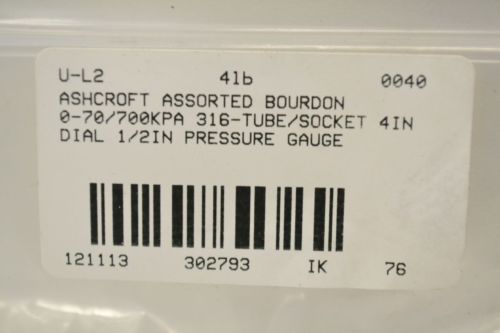 U-L2 4lb 0040
ASHCROFT ASSORTED BOURDON
0-70/700KPA 316-TUBE/SOCKET 4IN
DIAL 1/2IN PRESSURE GAUGE
121113 302793 IK 76